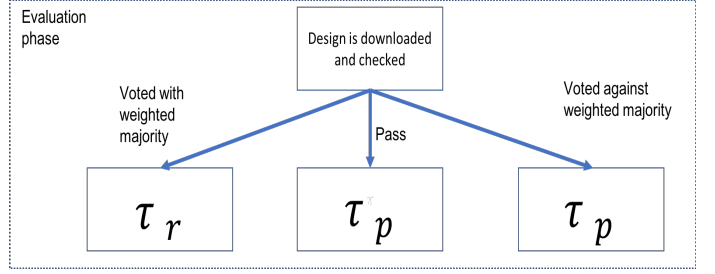 Evaluation
phase
Design is downloaded
and checked
Voted with
weighted
majority
Pass
Voted against
weighted majority
τ r
τ p
τ p